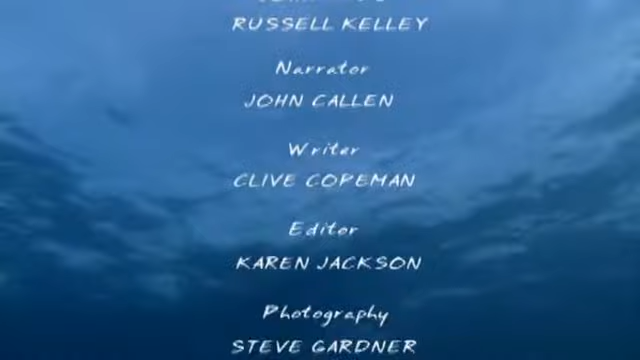 RUSSELL KELLEY
Narrator
JOHN CALLEN
Writer
CLIVE COPEMAN
Editor
KAREN JACKSON
Photography
STEVE GARDNER